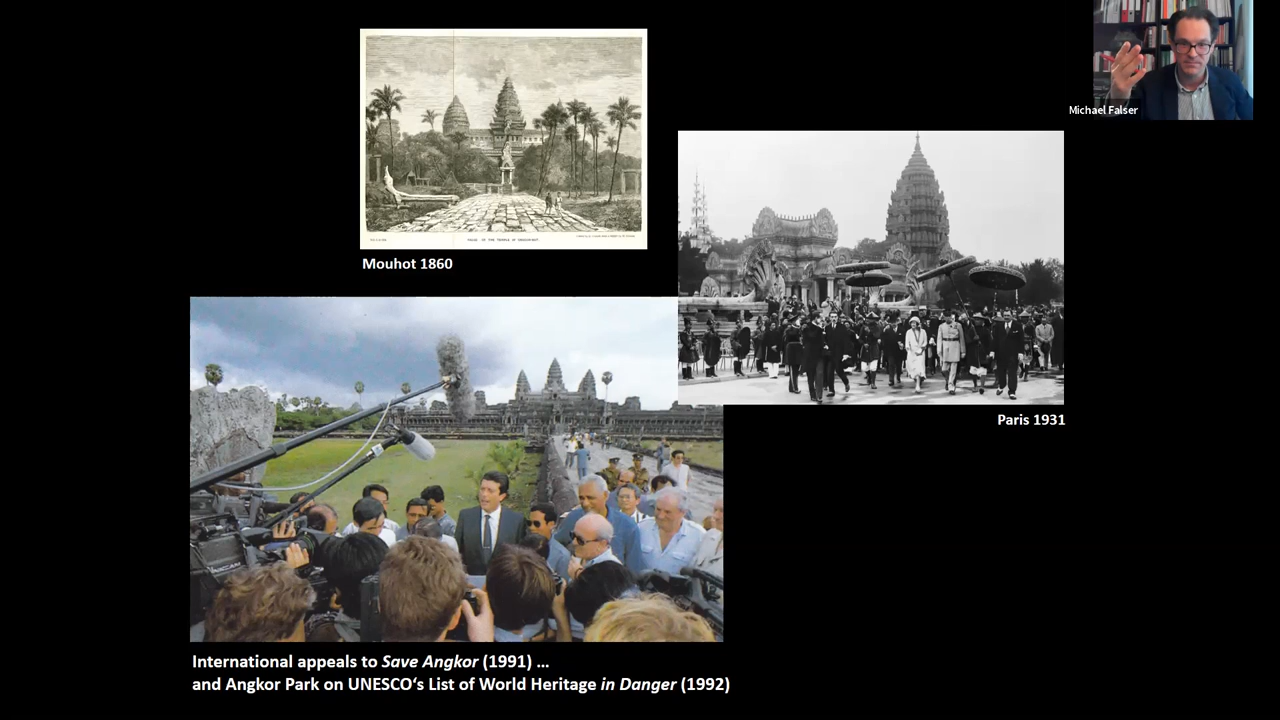 Michael Falser
Mouhot 1860
Paris 1931
International appeals to Save Angkor (1991) ...
and Angkor Park on UNESCO‘s List of World Heritage in Danger (1992)